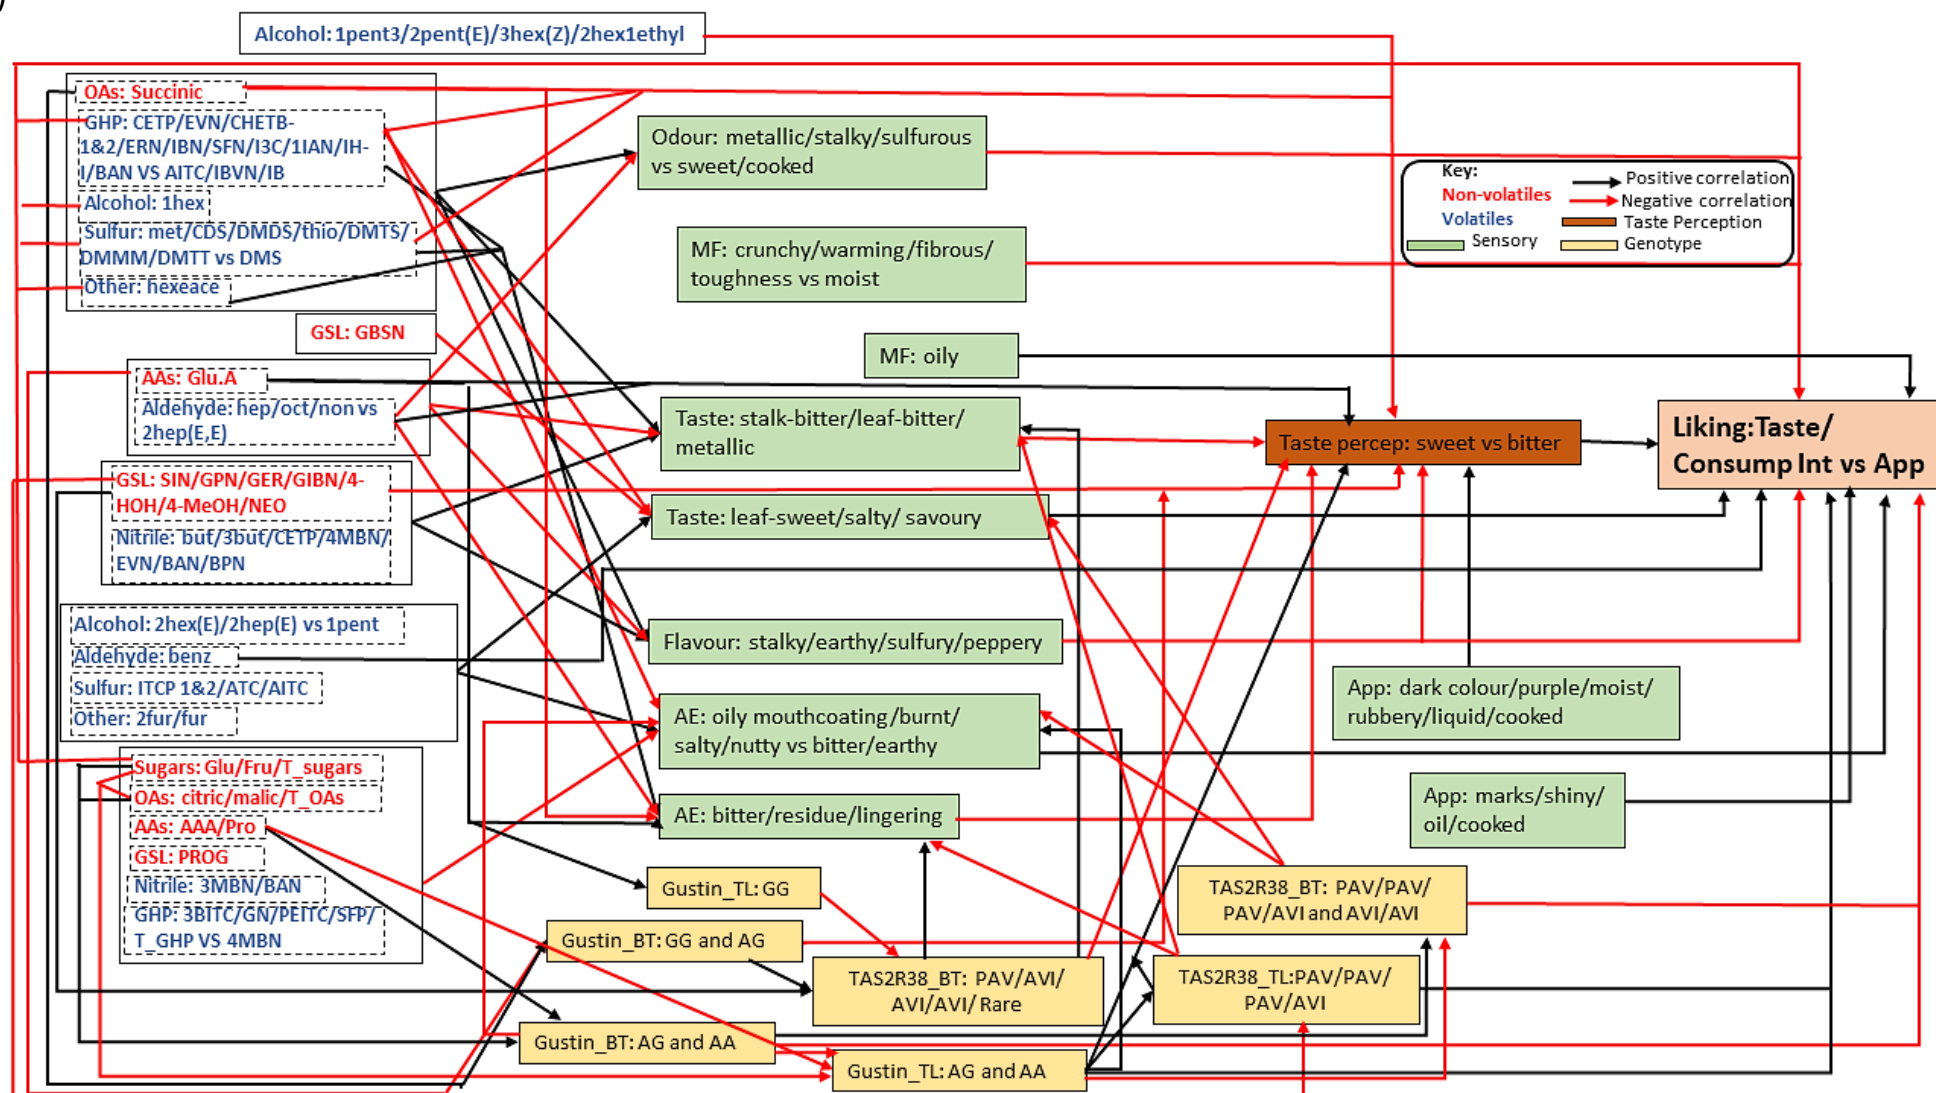 )
Alcohol: 1pent3/2pent(E)/3hex(Z)/2hex1ethyl
OAs: Succinic
GHP: CETP/EVN/CHETB-
1&2/ERN/IBN/SFN/I3C/1IAN/IH-
I/BAN VS AITC/IBVN/IB
Alcohol: 1hex
Sulfur: met/CDS/DMDS/thio/DMTS/
DMMM/DMTT vs DMS
Other: hexeace
GSL: GBSN
AAs: Glu.A
Aldehyde: hep/oct/non vs
2hep(E,E)
GSL: SIN/GPN/GER/GIBN/4-
HOH/4-MeOH/NEO
Nitrile: but/3but/CETP/4MBN/
EVN/BAN/BPN
Alcohol: 2hex(E)/2hep(E) vs 1pent
Aldehyde: benz
Sulfur: ITCP 1&2/ATC/AITC
Other: 2fur/fur
Sugars: Glu/Fru/T_sugars
OAs: citric/malic/T_OAs
AAs: AAA/Pro
GSL: PROG
Nitrile: 3MBN/BAN
GHP: 3BITC/GN/PEITC/SFP/
T_GHP VS 4MBN
Odour: metallic/stalky/sulfurous
vs sweet/cooked
MF: crunchy/warming/fibrous/
toughness vs moist
MF: oily
Taste: stalk-bitter/leaf-bitter/
metallic
Taste: leaf-sweet/salty/ savoury
Flavour: stalky/earthy/sulfury/peppery
AE: oily mouthcoating/burnt/
salty/nutty vs bitter/earthy
AE: bitter/residue/lingering
Gustin_TL: GG
Gustin_BT: GG and AG
TAS2R38_BT: PAV/AVI/
AVI/AVI/ Rare
Gustin_BT: AG and AA
Gustin_TL: AG and AA
Key:
Non-volatiles
Volatiles
Sensory
Positive correlation
Negative correlation
Taste Perception
Genotype
Taste percep: sweet vs bitter
Liking:Taste/
Consump Int vs App
App: dark colour/purple/moist/
rubbery/liquid/cooked
App: marks/shiny/
oil/cooked
TAS2R38_BT: PAV/PAV/
PAV/AVI and AVI/AVI
TAS2R38_TL:PAV/PAV/
PAV/AVI